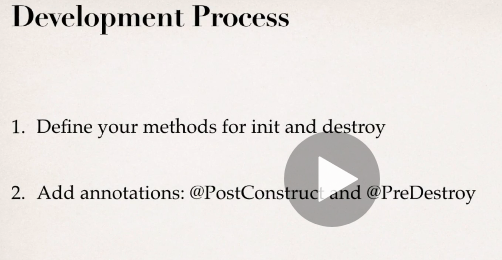 Development Process
1. Define your methods for init and destroy
2. Add annotations: @PostConstruct and @PreDestroy